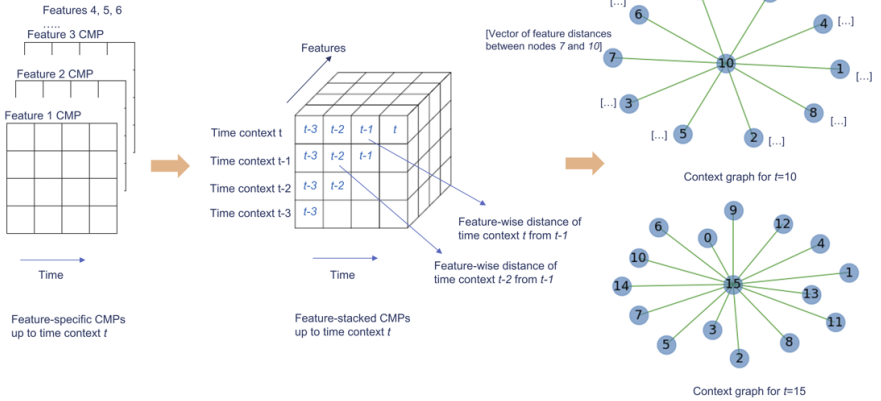 Features 4, 5, 6
.....
Feature 3 CMP
Feature 2 CMP
Feature 1 CMP
Time
Feature-specific CMPs
up to time context t
Features
Time context t
t-3 t-2 t-1 t
Time context t-1
t-3 t-2 t-1
Time context t-2
t-3 t-2
Time context t-3
t-3
Feature-wise distance of
time context t from t-1
Feature-wise distance of
time context t-2 from t-1
Time
Feature-stacked CMPs
up to time context t
[Vector of feature distances
between nodes 7 and 10]
[...]
6
4
[...]
7
10
1
[...]
[...]
3
8
[...]
[...]
5
2
[...]
Context graph for t=10
9
6
12
0
4
10
1
14
15
13
7
11
3
5
8
2
Context graph for t=15